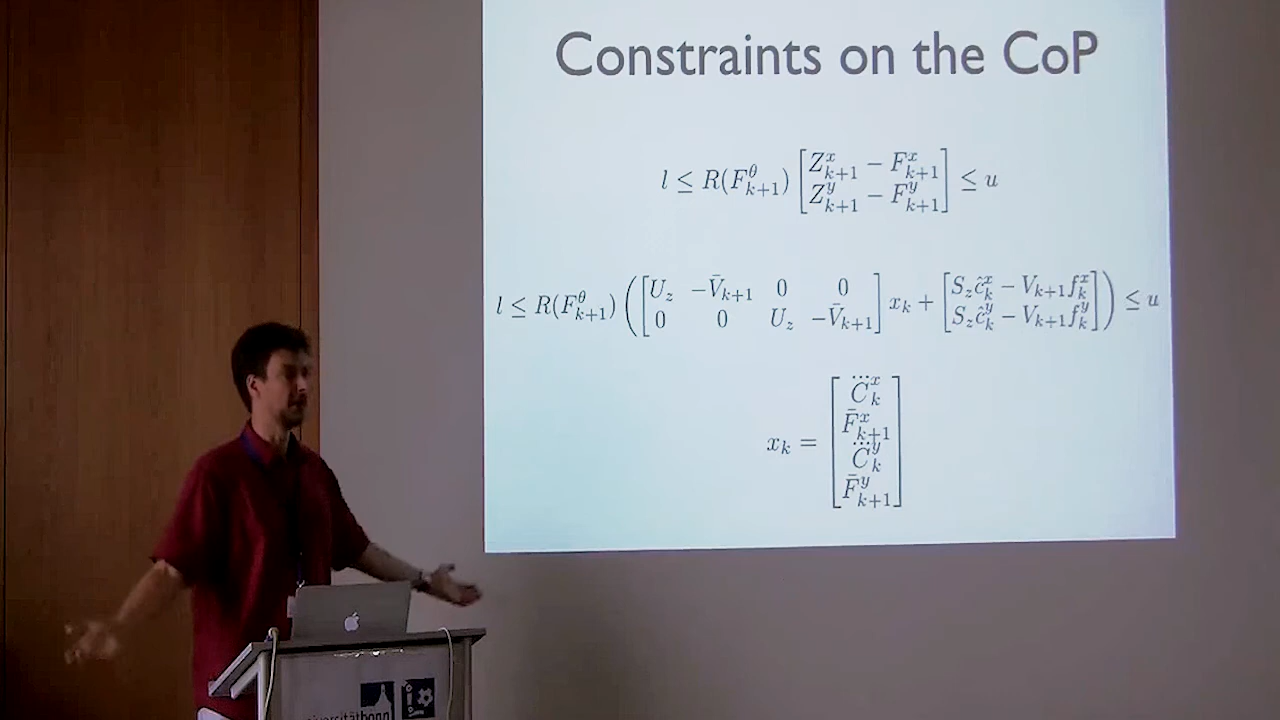 Constraints on the CoP
l ≤ R(F^θ_{k+1}) [Z^x_{k+1} − F^x_{k+1}; Z^y_{k+1} − F^y_{k+1}] ≤ u
l ≤ R(F^θ_{k+1}) ([U_z −V̄_{k+1} 0 0; 0 0 U_z −V̄_{k+1}] x_k + [S_z ĉ^x_k − V_{k+1} f^x_k; S_z ĉ^y_k − V_{k+1} f^y_k]) ≤ u
x_k = [C⃛^x_k; F̄^x_{k+1}; C⃛^y_k; F̄^y_{k+1}]